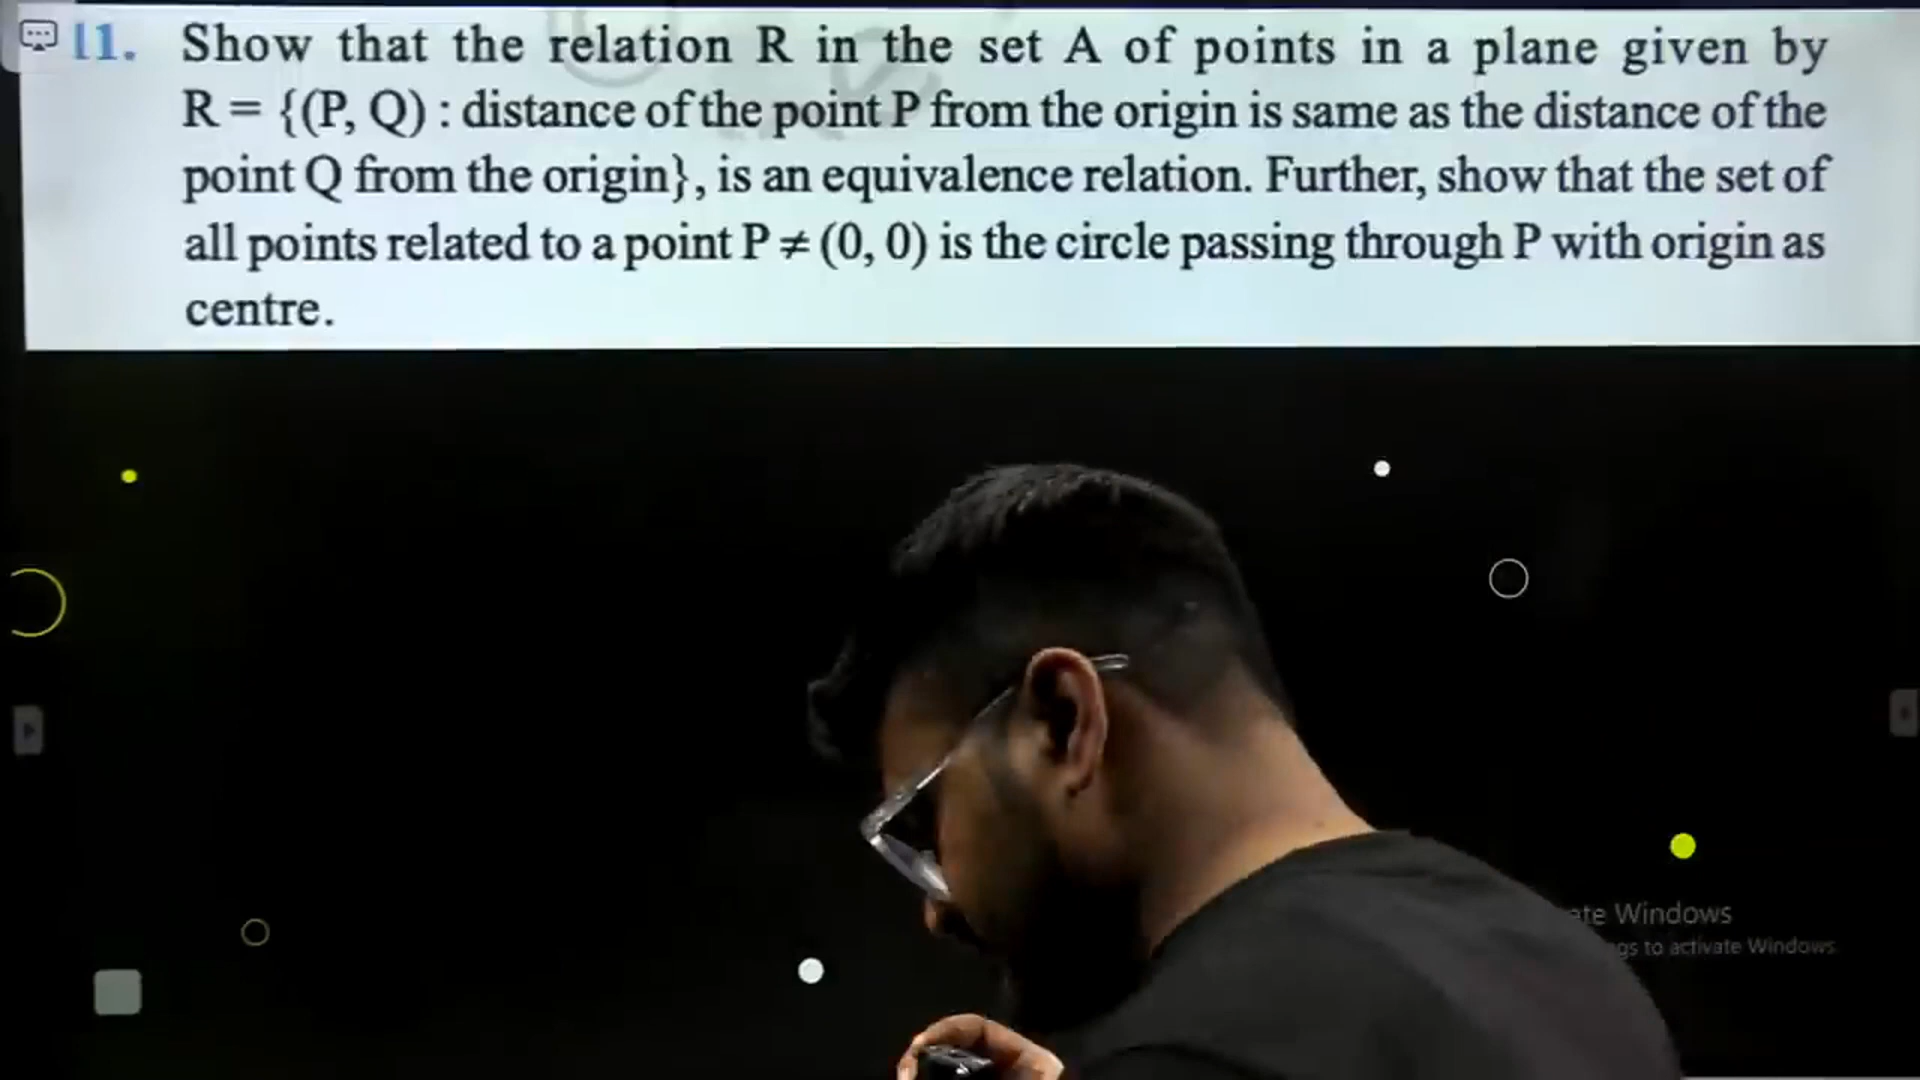 11. Show that the relation R in the set A of points in a plane given by
R = {(P, Q) : distance of the point P from the origin is same as the distance of the
point Q from the origin}, is an equivalence relation. Further, show that the set of
all points related to a point P ≠ (0, 0) is the circle passing through P with origin as
centre.
ate Windows
gs to activate Windows.